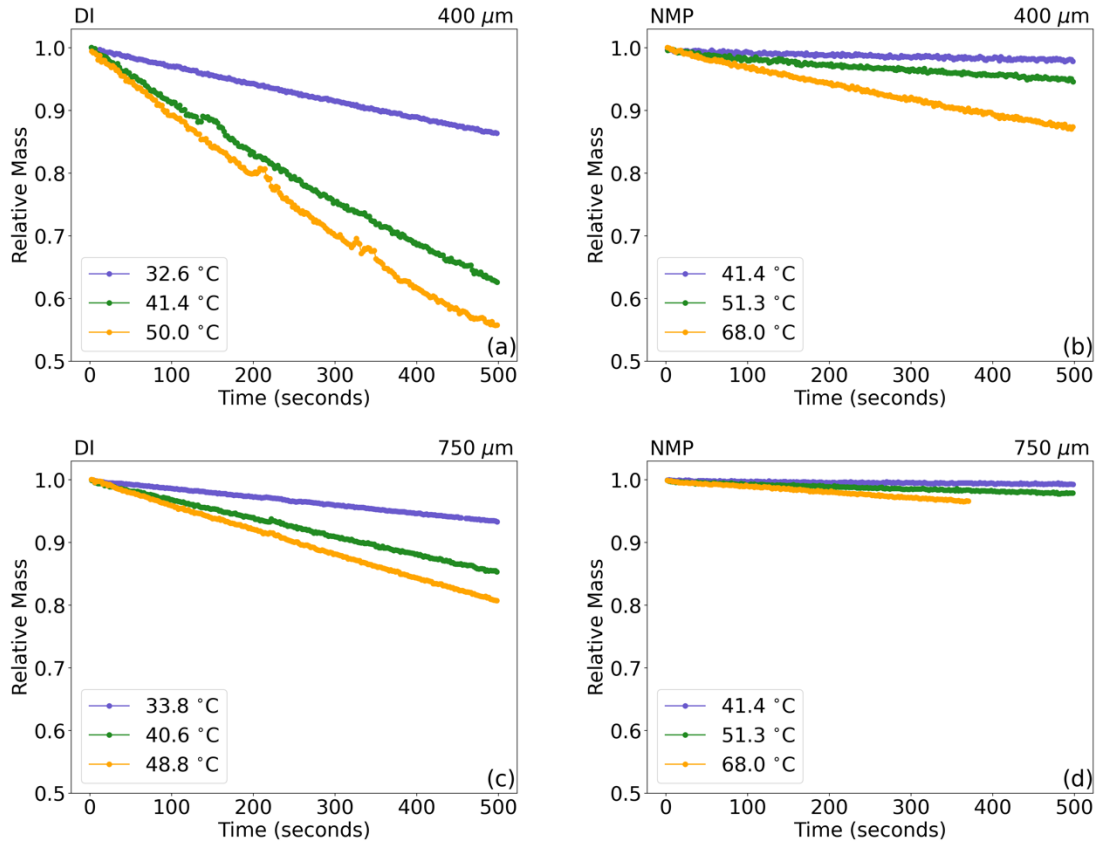 DI 400 μm
Relative Mass
1.0
0.9
0.8
0.7
0.6
0.5
32.6 °C
41.4 °C
50.0 °C
(a)
0 100 200 300 400 500
Time (seconds)
NMP 400 μm
Relative Mass
1.0
0.9
0.8
0.7
0.6
0.5
41.4 °C
51.3 °C
68.0 °C
(b)
0 100 200 300 400 500
Time (seconds)
DI 750 μm
Relative Mass
1.0
0.9
0.8
0.7
0.6
0.5
33.8 °C
40.6 °C
48.8 °C
(c)
0 100 200 300 400 500
Time (seconds)
NMP 750 μm
Relative Mass
1.0
0.9
0.8
0.7
0.6
0.5
41.4 °C
51.3 °C
68.0 °C
(d)
0 100 200 300 400 500
Time (seconds)